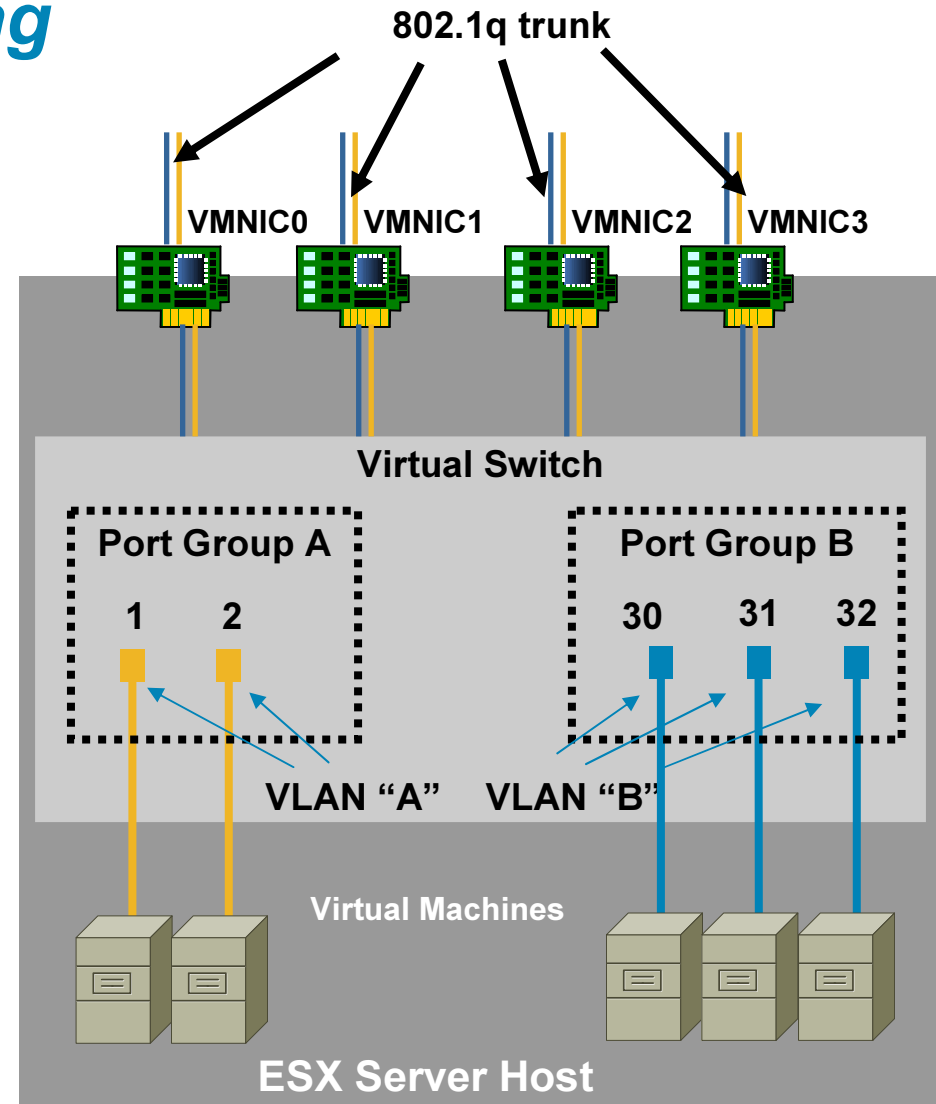 802.1q trunk
VMNIC0 VMNIC1 VMNIC2 VMNIC3
Virtual Switch
Port Group A Port Group B
1 2 30 31 32
VLAN “A” VLAN “B”
Virtual Machines
ESX Server Host